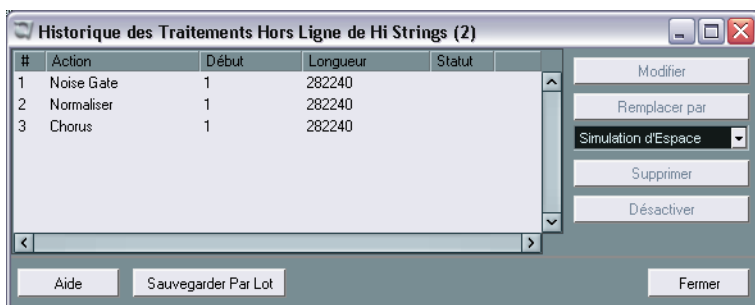 Historique des Traitements Hors Ligne de Hi Strings (2)
# Action Début Longueur Statut
1 Noise Gate 1 282240
2 Normaliser 1 282240
3 Chorus 1 282240
Modifier
Remplacer par
Simulation d'Espace
Supprimer
Désactiver
Aide Sauvegarder Par Lot Fermer